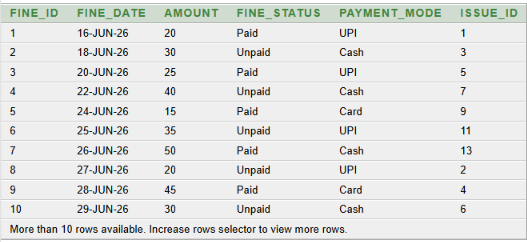 FINE_ID FINE_DATE AMOUNT FINE_STATUS PAYMENT_MODE ISSUE_ID
1 16-JUN-26 20 Paid UPI 1
2 18-JUN-26 30 Unpaid Cash 3
3 20-JUN-26 25 Paid UPI 5
4 22-JUN-26 40 Unpaid Cash 7
5 24-JUN-26 15 Paid Card 9
6 25-JUN-26 35 Unpaid UPI 11
7 26-JUN-26 50 Paid Cash 13
8 27-JUN-26 20 Unpaid UPI 2
9 28-JUN-26 45 Paid Card 4
10 29-JUN-26 30 Unpaid Cash 6
More than 10 rows available. Increase rows selector to view more rows.